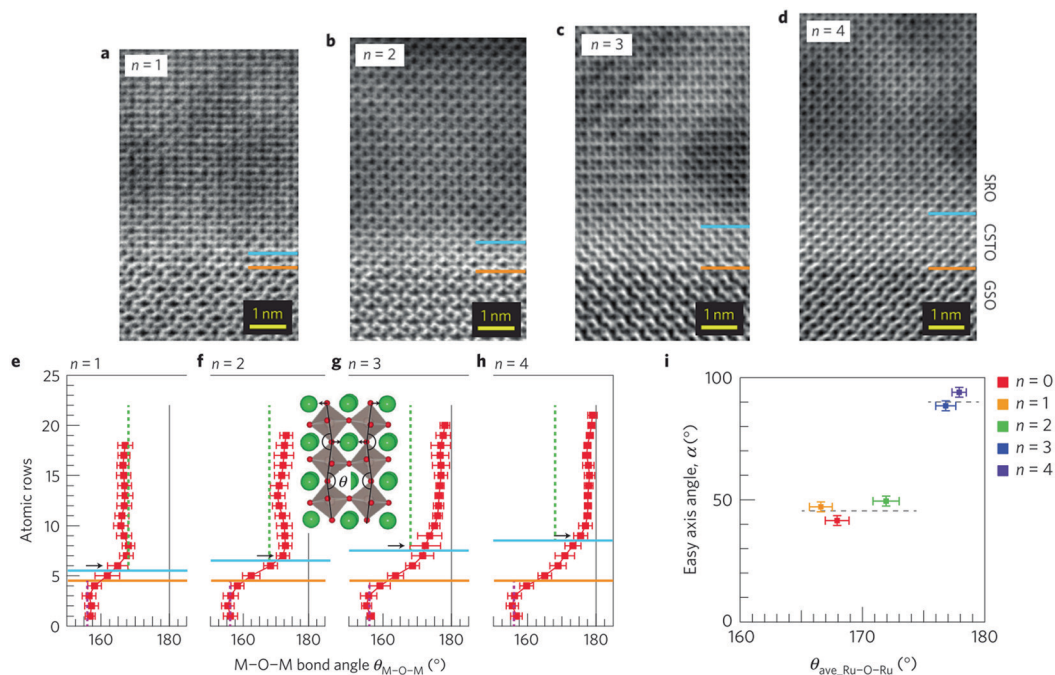 a
n = 1
1 nm
b
n = 2
1 nm
c
n = 3
1 nm
d
n = 4
1 nm
SRO
CSTO
GSO
e
n = 1
f
n = 2
g
n = 3
h
n = 4
25
20
15
10
5
0
Atomic rows
θ
160 180
160 180
160 180
160 180
M–O–M bond angle θM–O–M (°)
i
100
50
0
Easy axis angle, α (°)
160 170 180
θave_Ru–O–Ru (°)
n = 0
n = 1
n = 2
n = 3
n = 4